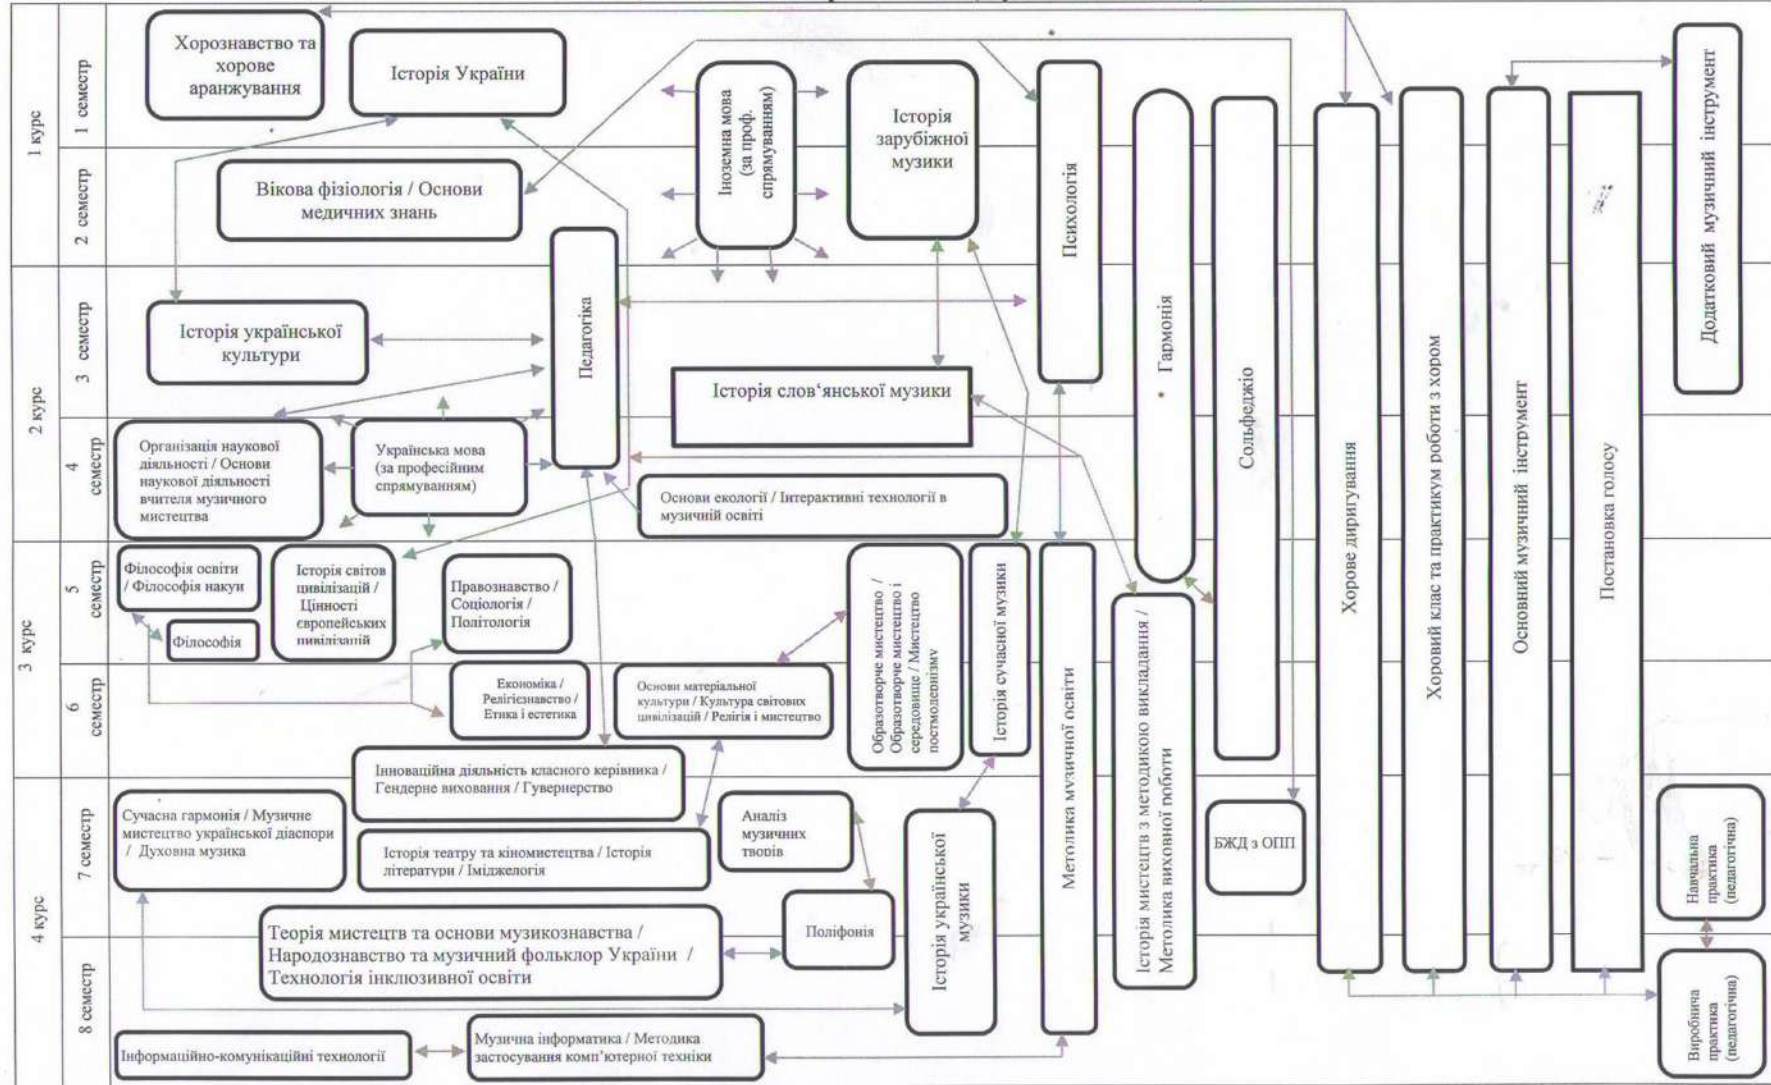 1 курс
1 семестр
2 семестр
2 курс
3 семестр
4
семестр
3 курс
5
семестр
6
семестр
4 курс
7 семестр
8 семестр
Хорознавство та
хорове
аранжування
Історія України
Вікова фізіологія / Основи
медичних знань
Іноземна мова
(за проф.
спрямуванням)
Історія
зарубіжної
музики
Психологія
Гармонія
Сольфеджіо
Хорове диригування
Хоровий клас та практикум роботи з хором
Основний музичний інструмент
Постановка голосу
Додатковий музичний інструмент
Педагогіка
Історія української
культури
Історія слов‘янської музики
Організація наукової
діяльності / Основи
наукової діяльності
вчителя музичного
мистецтва
Українська мова
(за професійним
спрямуванням)
Основи екології / Інтерактивні технології в
музичній освіті
Філософія освіти
/ Філософія накуи
Філософія
Історія світов
цивілізацій /
Цінності
європейських
цивілізацій
Правознавство /
Соціологія /
Політологія
Економіка /
Релігієзнавство /
Етика і естетика
Основи матеріальної
культури / Культура світових
цивілізацій / Релігія і мистецтво
Образотворче мистецтво /
Образотворче мистецтво і
середовище / Мистецтво
постмодернізму
Історія сучасної музики
Методика музичної освіти
Історія мистецтв з методикою викладання /
Методика виховної роботи
Інноваційна діяльність класного керівника /
Гендерне виховання / Гувернерство
Сучасна гармонія / Музичне
мистецтво української діаспори
/ Духовна музика
Історія театру та кіномистецтва / Історія
літератури / Іміджелогія
Аналіз
музичних
творів
Історія української
музики
БЖД з ОПП
Навчальна
практика
(педагогічна)
Теорія мистецтв та основи музикознавства /
Народознавство та музичний фольклор України /
Технологія інклюзивної освіти
Поліфонія
Виробнича
практика
(педагогічна)
Інформаційно-комунікаційні технології
Музична інформатика / Методика
застосування комп’ютерної техніки